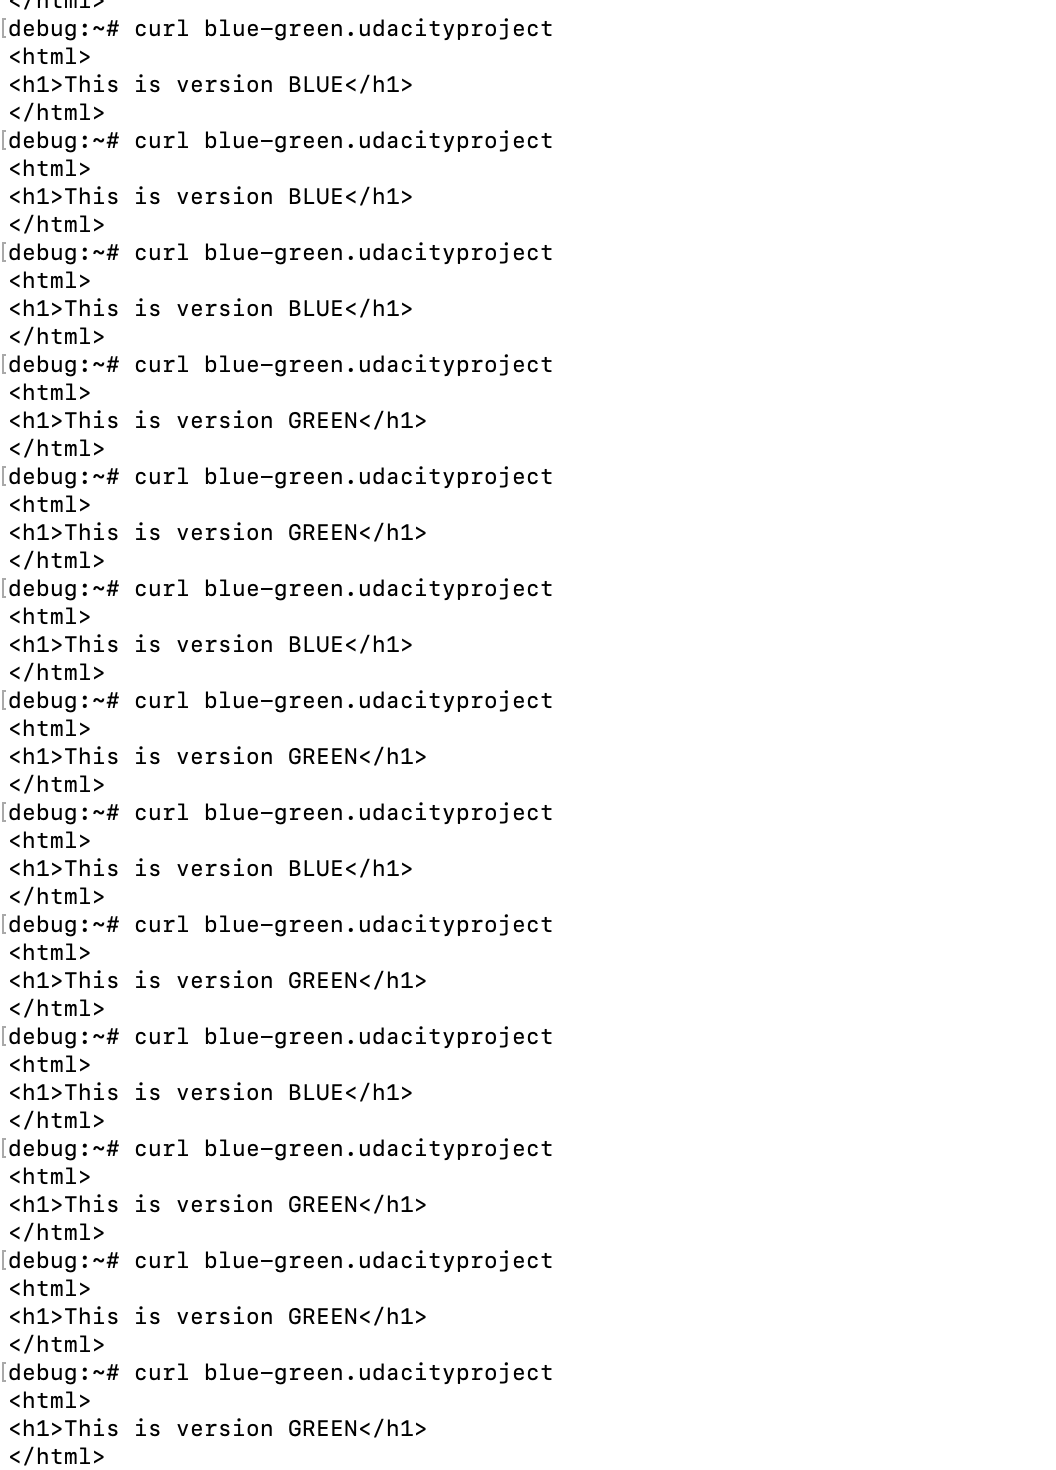 </html>
[debug:~# curl blue-green.udacityproject
<html>
<h1>This is version BLUE</h1>
</html>
[debug:~# curl blue-green.udacityproject
<html>
<h1>This is version BLUE</h1>
</html>
[debug:~# curl blue-green.udacityproject
<html>
<h1>This is version BLUE</h1>
</html>
[debug:~# curl blue-green.udacityproject
<html>
<h1>This is version GREEN</h1>
</html>
[debug:~# curl blue-green.udacityproject
<html>
<h1>This is version GREEN</h1>
</html>
[debug:~# curl blue-green.udacityproject
<html>
<h1>This is version BLUE</h1>
</html>
[debug:~# curl blue-green.udacityproject
<html>
<h1>This is version GREEN</h1>
</html>
[debug:~# curl blue-green.udacityproject
<html>
<h1>This is version BLUE</h1>
</html>
[debug:~# curl blue-green.udacityproject
<html>
<h1>This is version GREEN</h1>
</html>
[debug:~# curl blue-green.udacityproject
<html>
<h1>This is version BLUE</h1>
</html>
[debug:~# curl blue-green.udacityproject
<html>
<h1>This is version GREEN</h1>
</html>
[debug:~# curl blue-green.udacityproject
<html>
<h1>This is version GREEN</h1>
</html>
[debug:~# curl blue-green.udacityproject
<html>
<h1>This is version GREEN</h1>
</html>